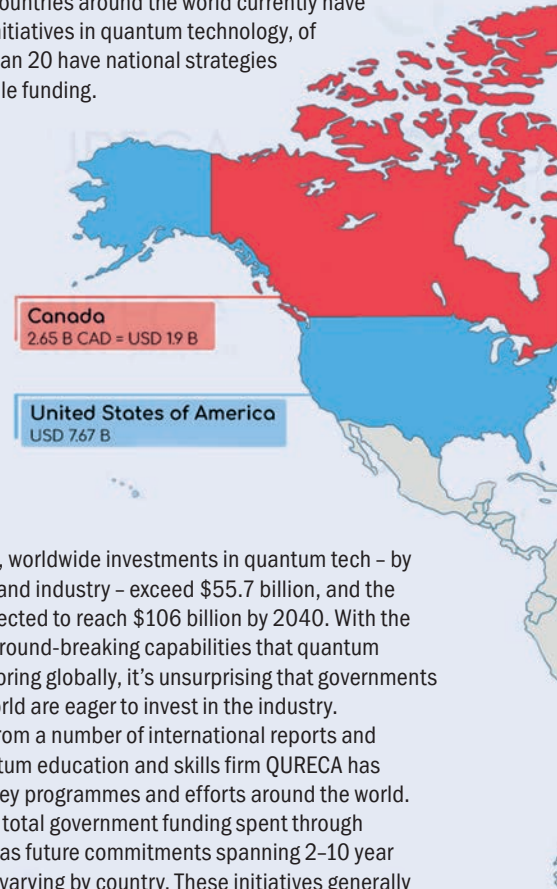 ountries around the world currently have
nitiatives in quantum technology, of
an 20 have national strategies
le funding.
Canada
2.65 B CAD = USD 1.9 B
United States of America
USD 7.67 B
, worldwide investments in quantum tech – by
and industry – exceed $55.7 billion, and the
ected to reach $106 billion by 2040. With the
round-breaking capabilities that quantum
oring globally, it's unsurprising that governments
orld are eager to invest in the industry.
rom a number of international reports and
tum education and skills firm QURECA has
ey programmes and efforts around the world.
total government funding spent through
as future commitments spanning 2–10 year
varying by country. These initiatives generally